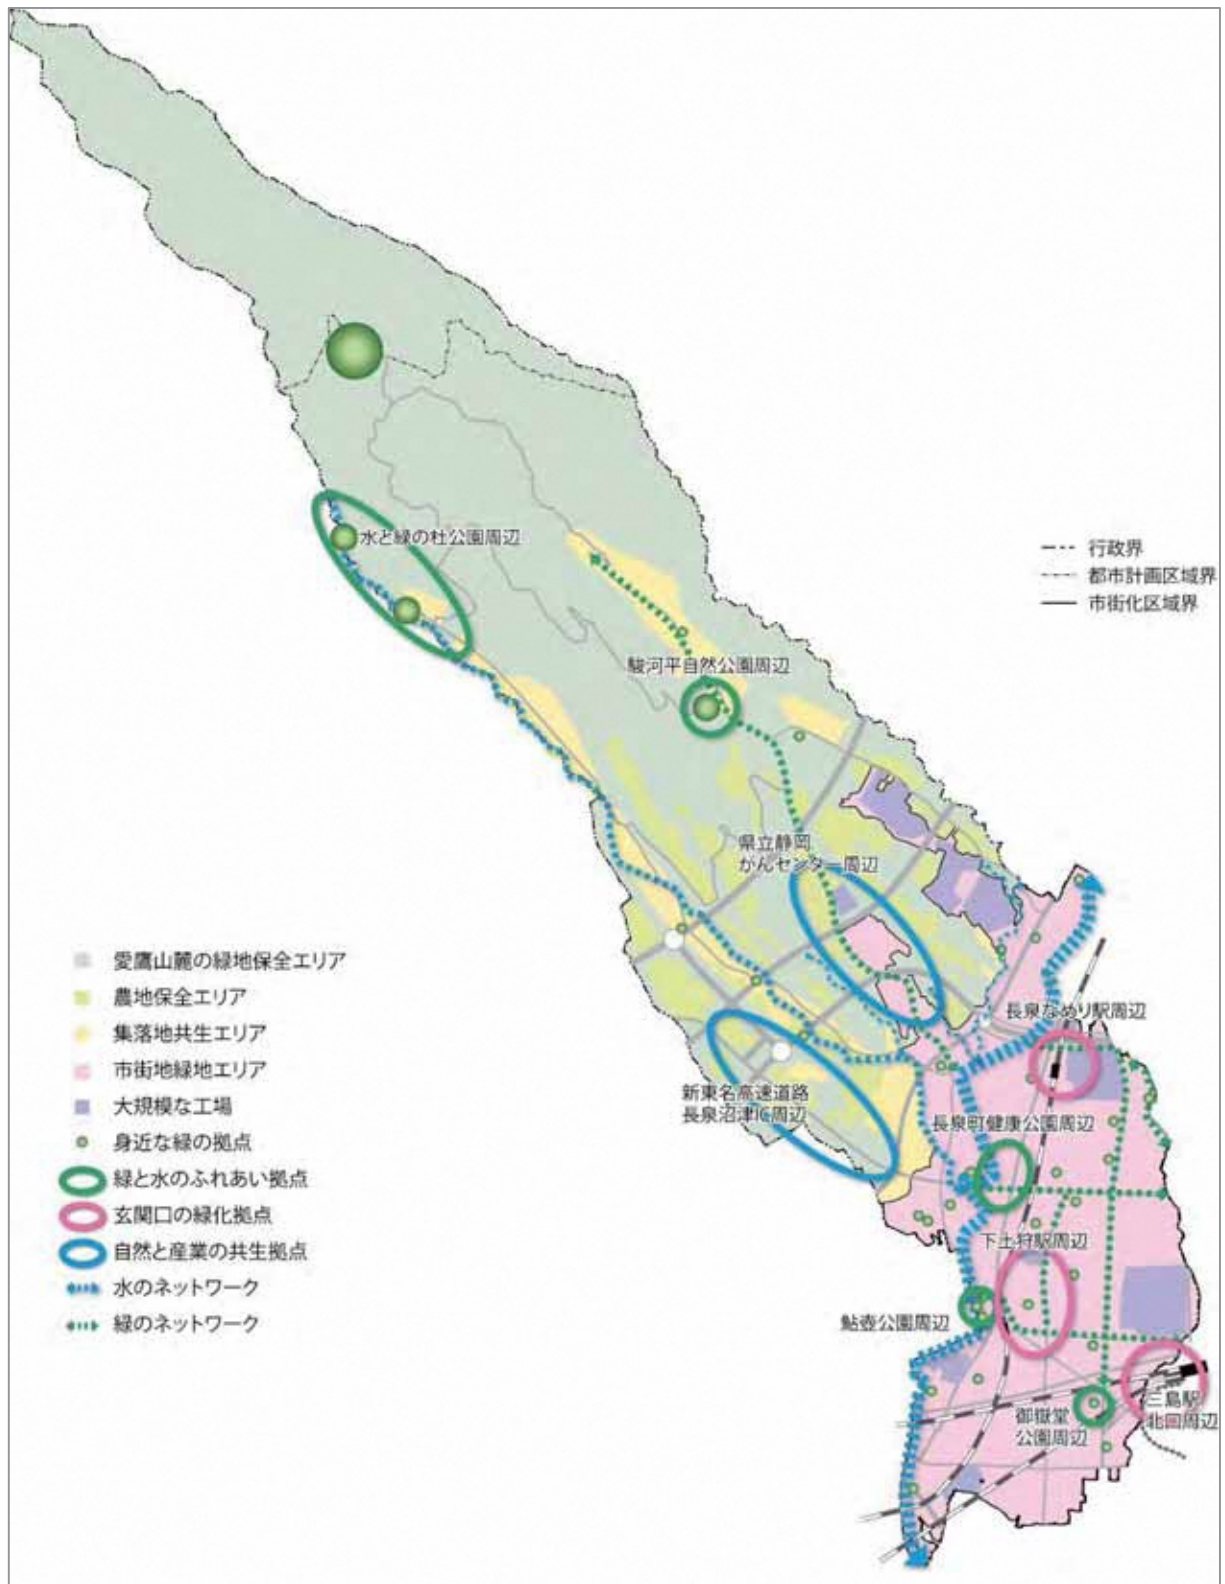 水と緑の杜公園周辺
行政界
都市計画区域界
市街化区域界
駿河平自然公園周辺
県立静岡
がんセンター周辺
愛鷹山麓の緑地保全エリア
農地保全エリア
集落地共生エリア
市街地緑地エリア
大規模な工場
身近な緑の拠点
緑と水のふれあい拠点
玄関口の緑化拠点
自然と産業の共生拠点
水のネットワーク
緑のネットワーク
長泉なめり駅周辺
新東名高速道路
長泉沼津IC周辺
長泉町健康公園周辺
下土狩駅周辺
鮎壺公園周辺
御嶽堂
公園周辺
三島駅
北口周辺